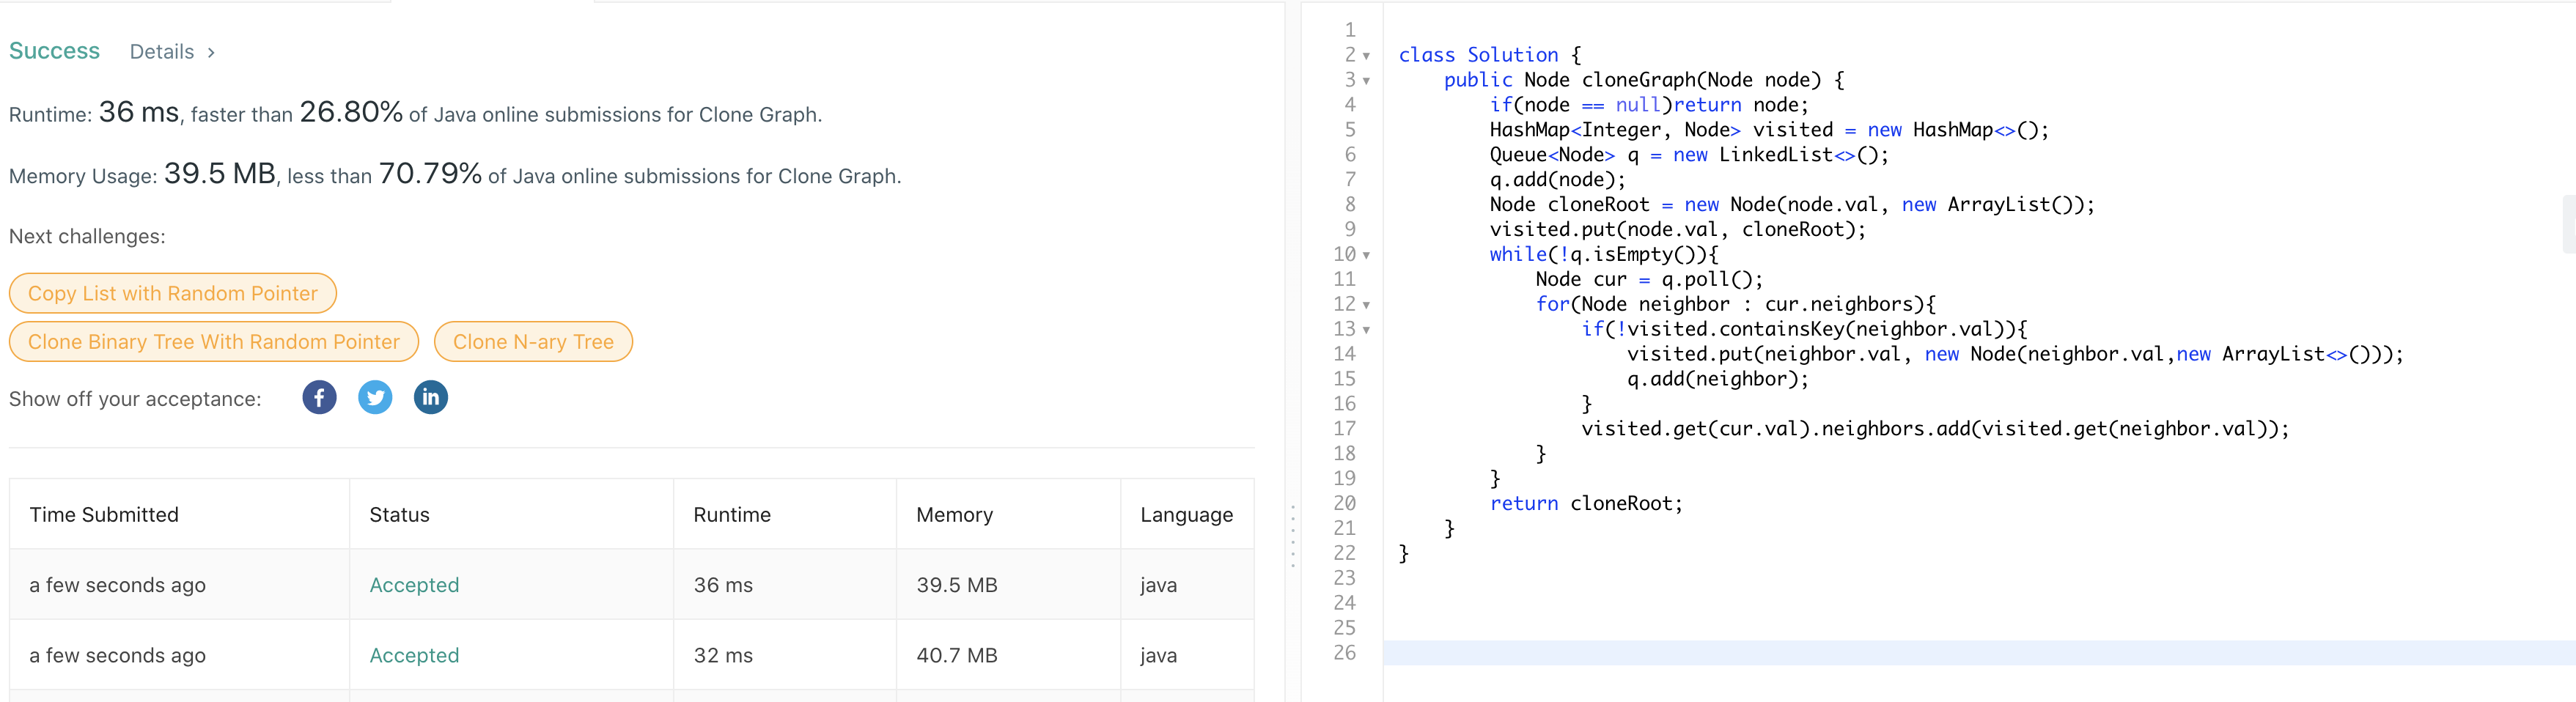 Success Details >
Runtime: 36 ms, faster than 26.80% of Java online submissions for Clone Graph.
Memory Usage: 39.5 MB, less than 70.79% of Java online submissions for Clone Graph.
Next challenges:
Copy List with Random Pointer
Clone Binary Tree With Random Pointer Clone N-ary Tree
Show off your acceptance: f in
Time Submitted Status Runtime Memory Language
a few seconds ago Accepted 36 ms 39.5 MB java
a few seconds ago Accepted 32 ms 40.7 MB java
1
2 class Solution {
3     public Node cloneGraph(Node node) {
4         if(node == null)return node;
5         HashMap<Integer, Node> visited = new HashMap<>();
6         Queue<Node> q = new LinkedList<>();
7         q.add(node);
8         Node cloneRoot = new Node(node.val, new ArrayList());
9         visited.put(node.val, cloneRoot);
10         while(!q.isEmpty()){
11             Node cur = q.poll();
12             for(Node neighbor : cur.neighbors){
13                 if(!visited.containsKey(neighbor.val)){
14                     visited.put(neighbor.val, new Node(neighbor.val,new ArrayList<>()));
15                     q.add(neighbor);
16                 }
17                 visited.get(cur.val).neighbors.add(visited.get(neighbor.val));
18             }
19         }
20         return cloneRoot;
21     }
22 }
23
24
25
26